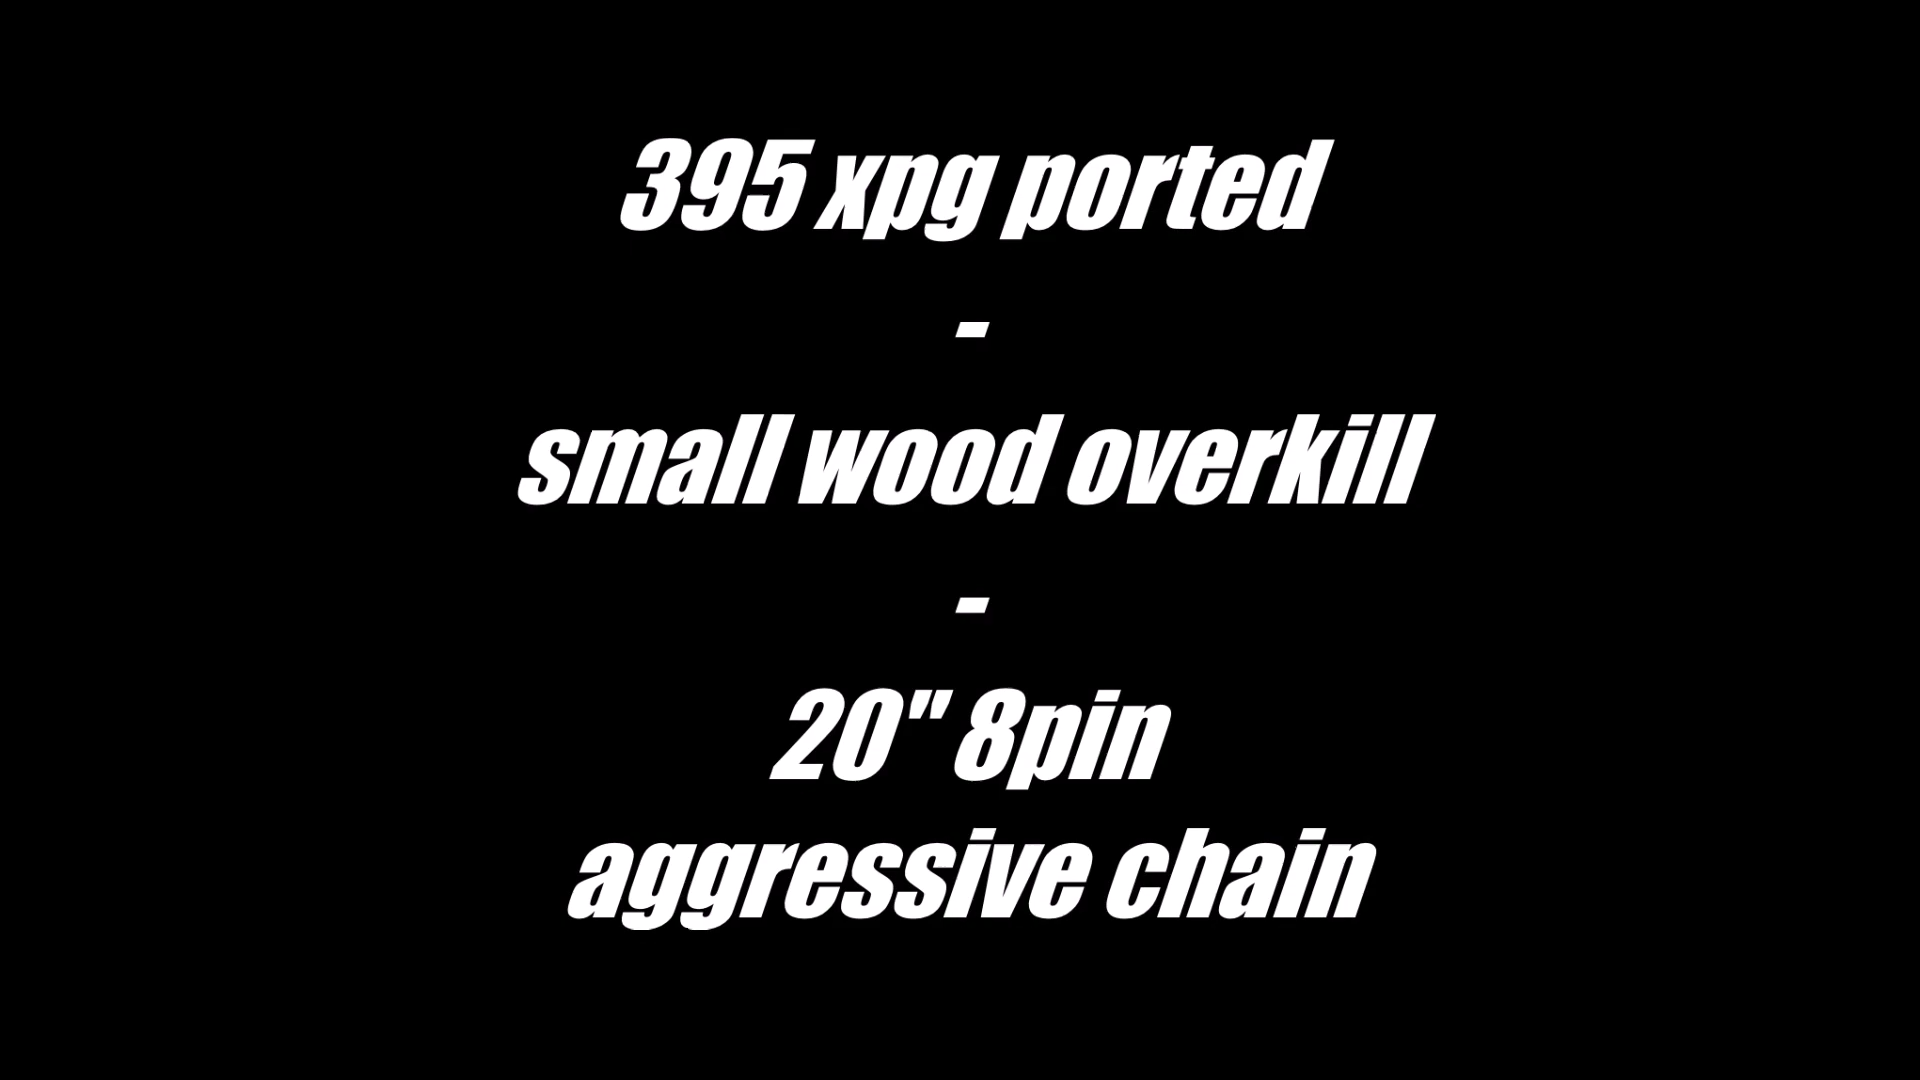 395 xpg ported
-
small wood overkill
-
20" 8pin
aggressive chain